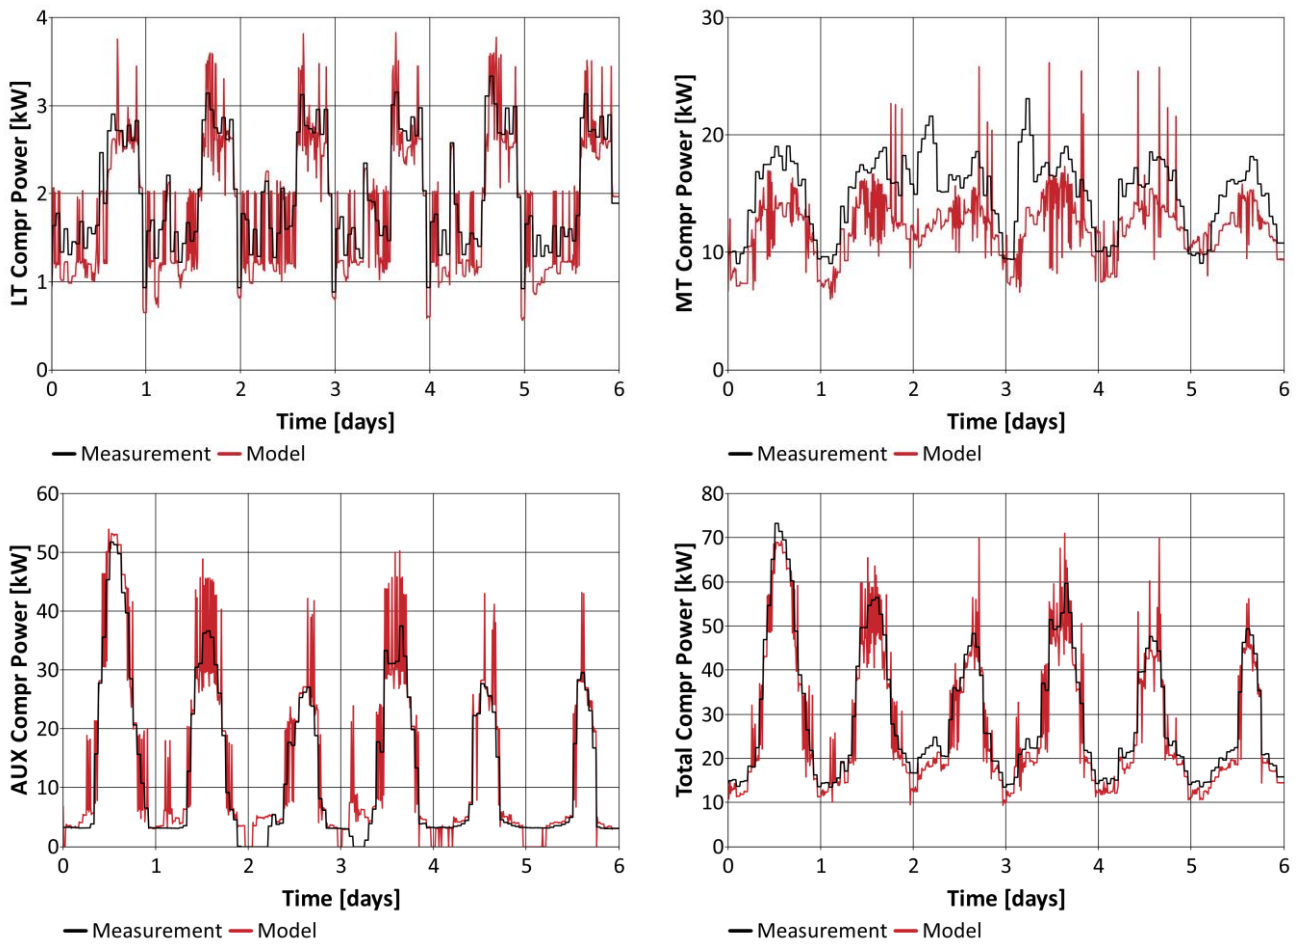 LT Compr Power [kW]
4
3
2
1
0
0 1 2 3 4 5 6
Time [days]
Measurement Model
MT Compr Power [kW]
30
20
10
0
0 1 2 3 4 5 6
Time [days]
Measurement Model
AUX Compr Power [kW]
60
50
40
30
20
10
0
0 1 2 3 4 5 6
Time [days]
Measurement Model
Total Compr Power [kW]
80
70
60
50
40
30
20
10
0
0 1 2 3 4 5 6
Time [days]
Measurement Model